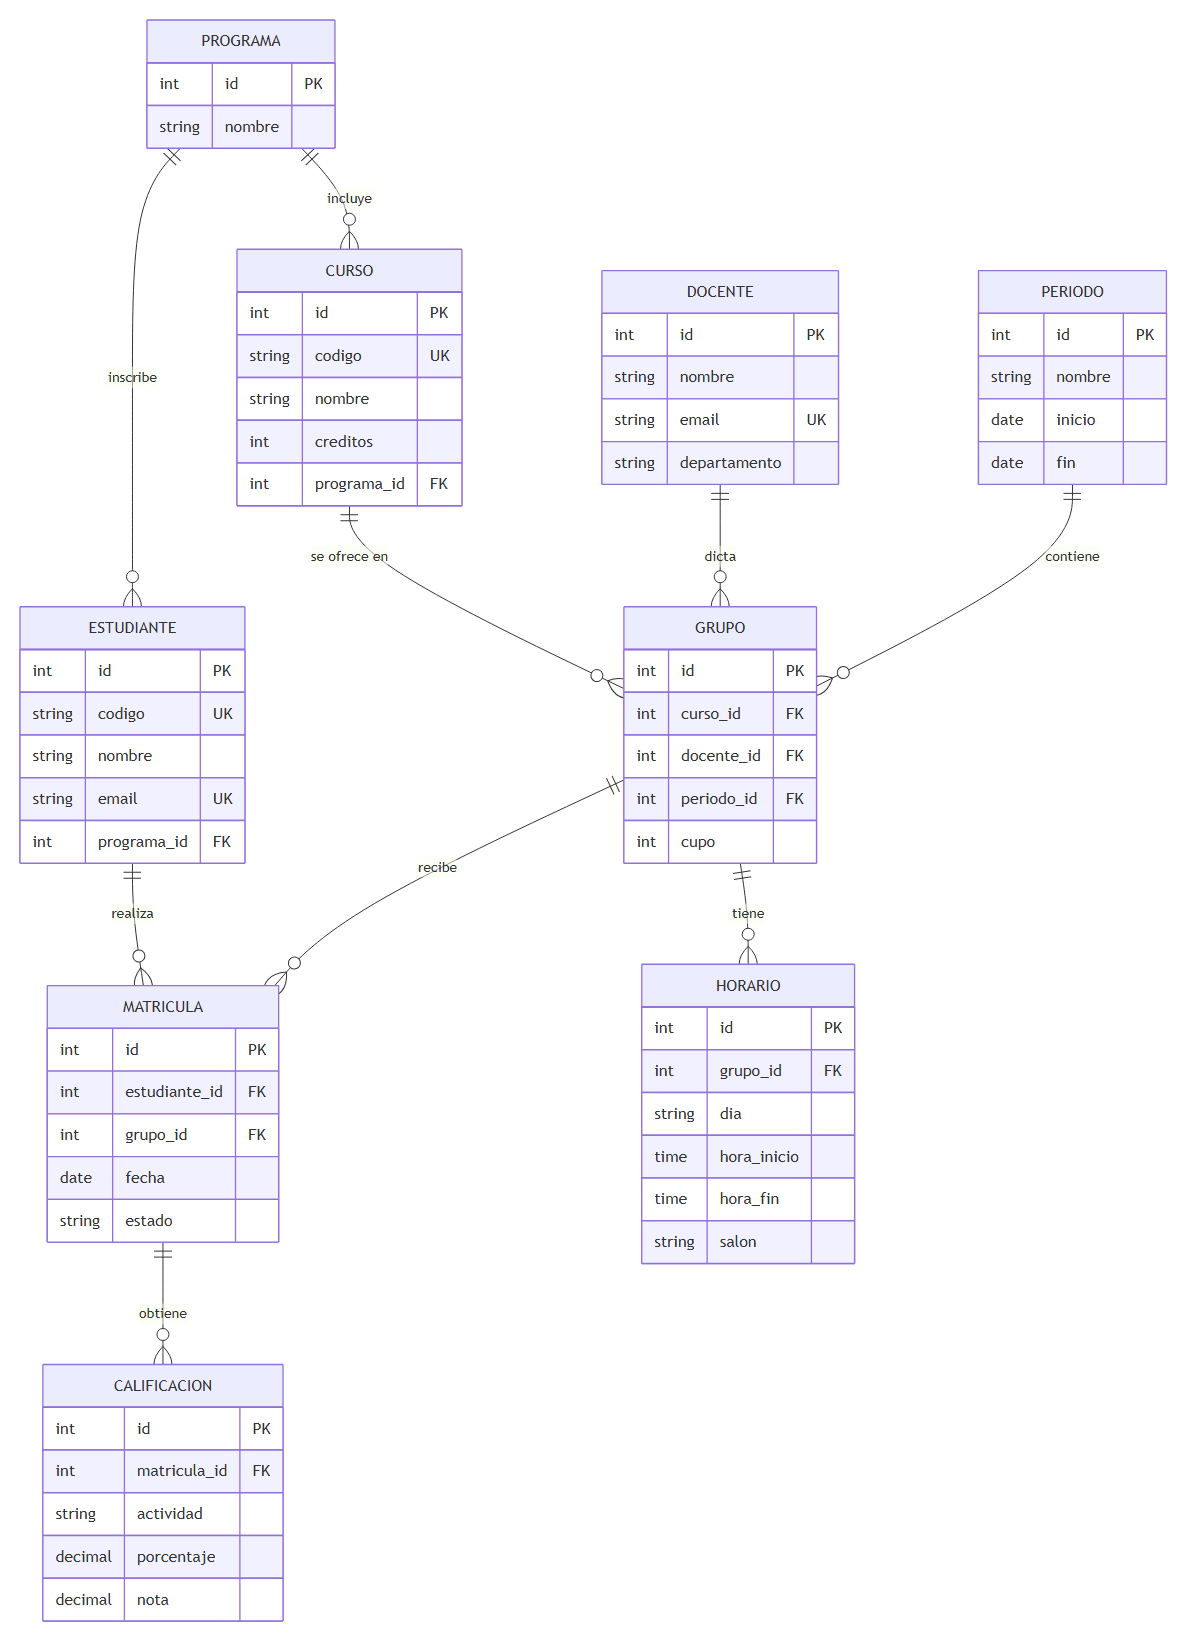 PROGRAMA
int id PK
string nombre
incluye
CURSO
int id PK
string codigo UK
string nombre
int creditos
int programa_id FK
DOCENTE
int id PK
string nombre
string email UK
string departamento
PERIODO
int id PK
string nombre
date inicio
date fin
inscribe
se ofrece en
dicta
contiene
ESTUDIANTE
int id PK
string codigo UK
string nombre
string email UK
int programa_id FK
GRUPO
int id PK
int curso_id FK
int docente_id FK
int periodo_id FK
int cupo
recibe
realiza
tiene
MATRICULA
int id PK
int estudiante_id FK
int grupo_id FK
date fecha
string estado
HORARIO
int id PK
int grupo_id FK
string dia
time hora_inicio
time hora_fin
string salon
obtiene
CALIFICACION
int id PK
int matricula_id FK
string actividad
decimal porcentaje
decimal nota